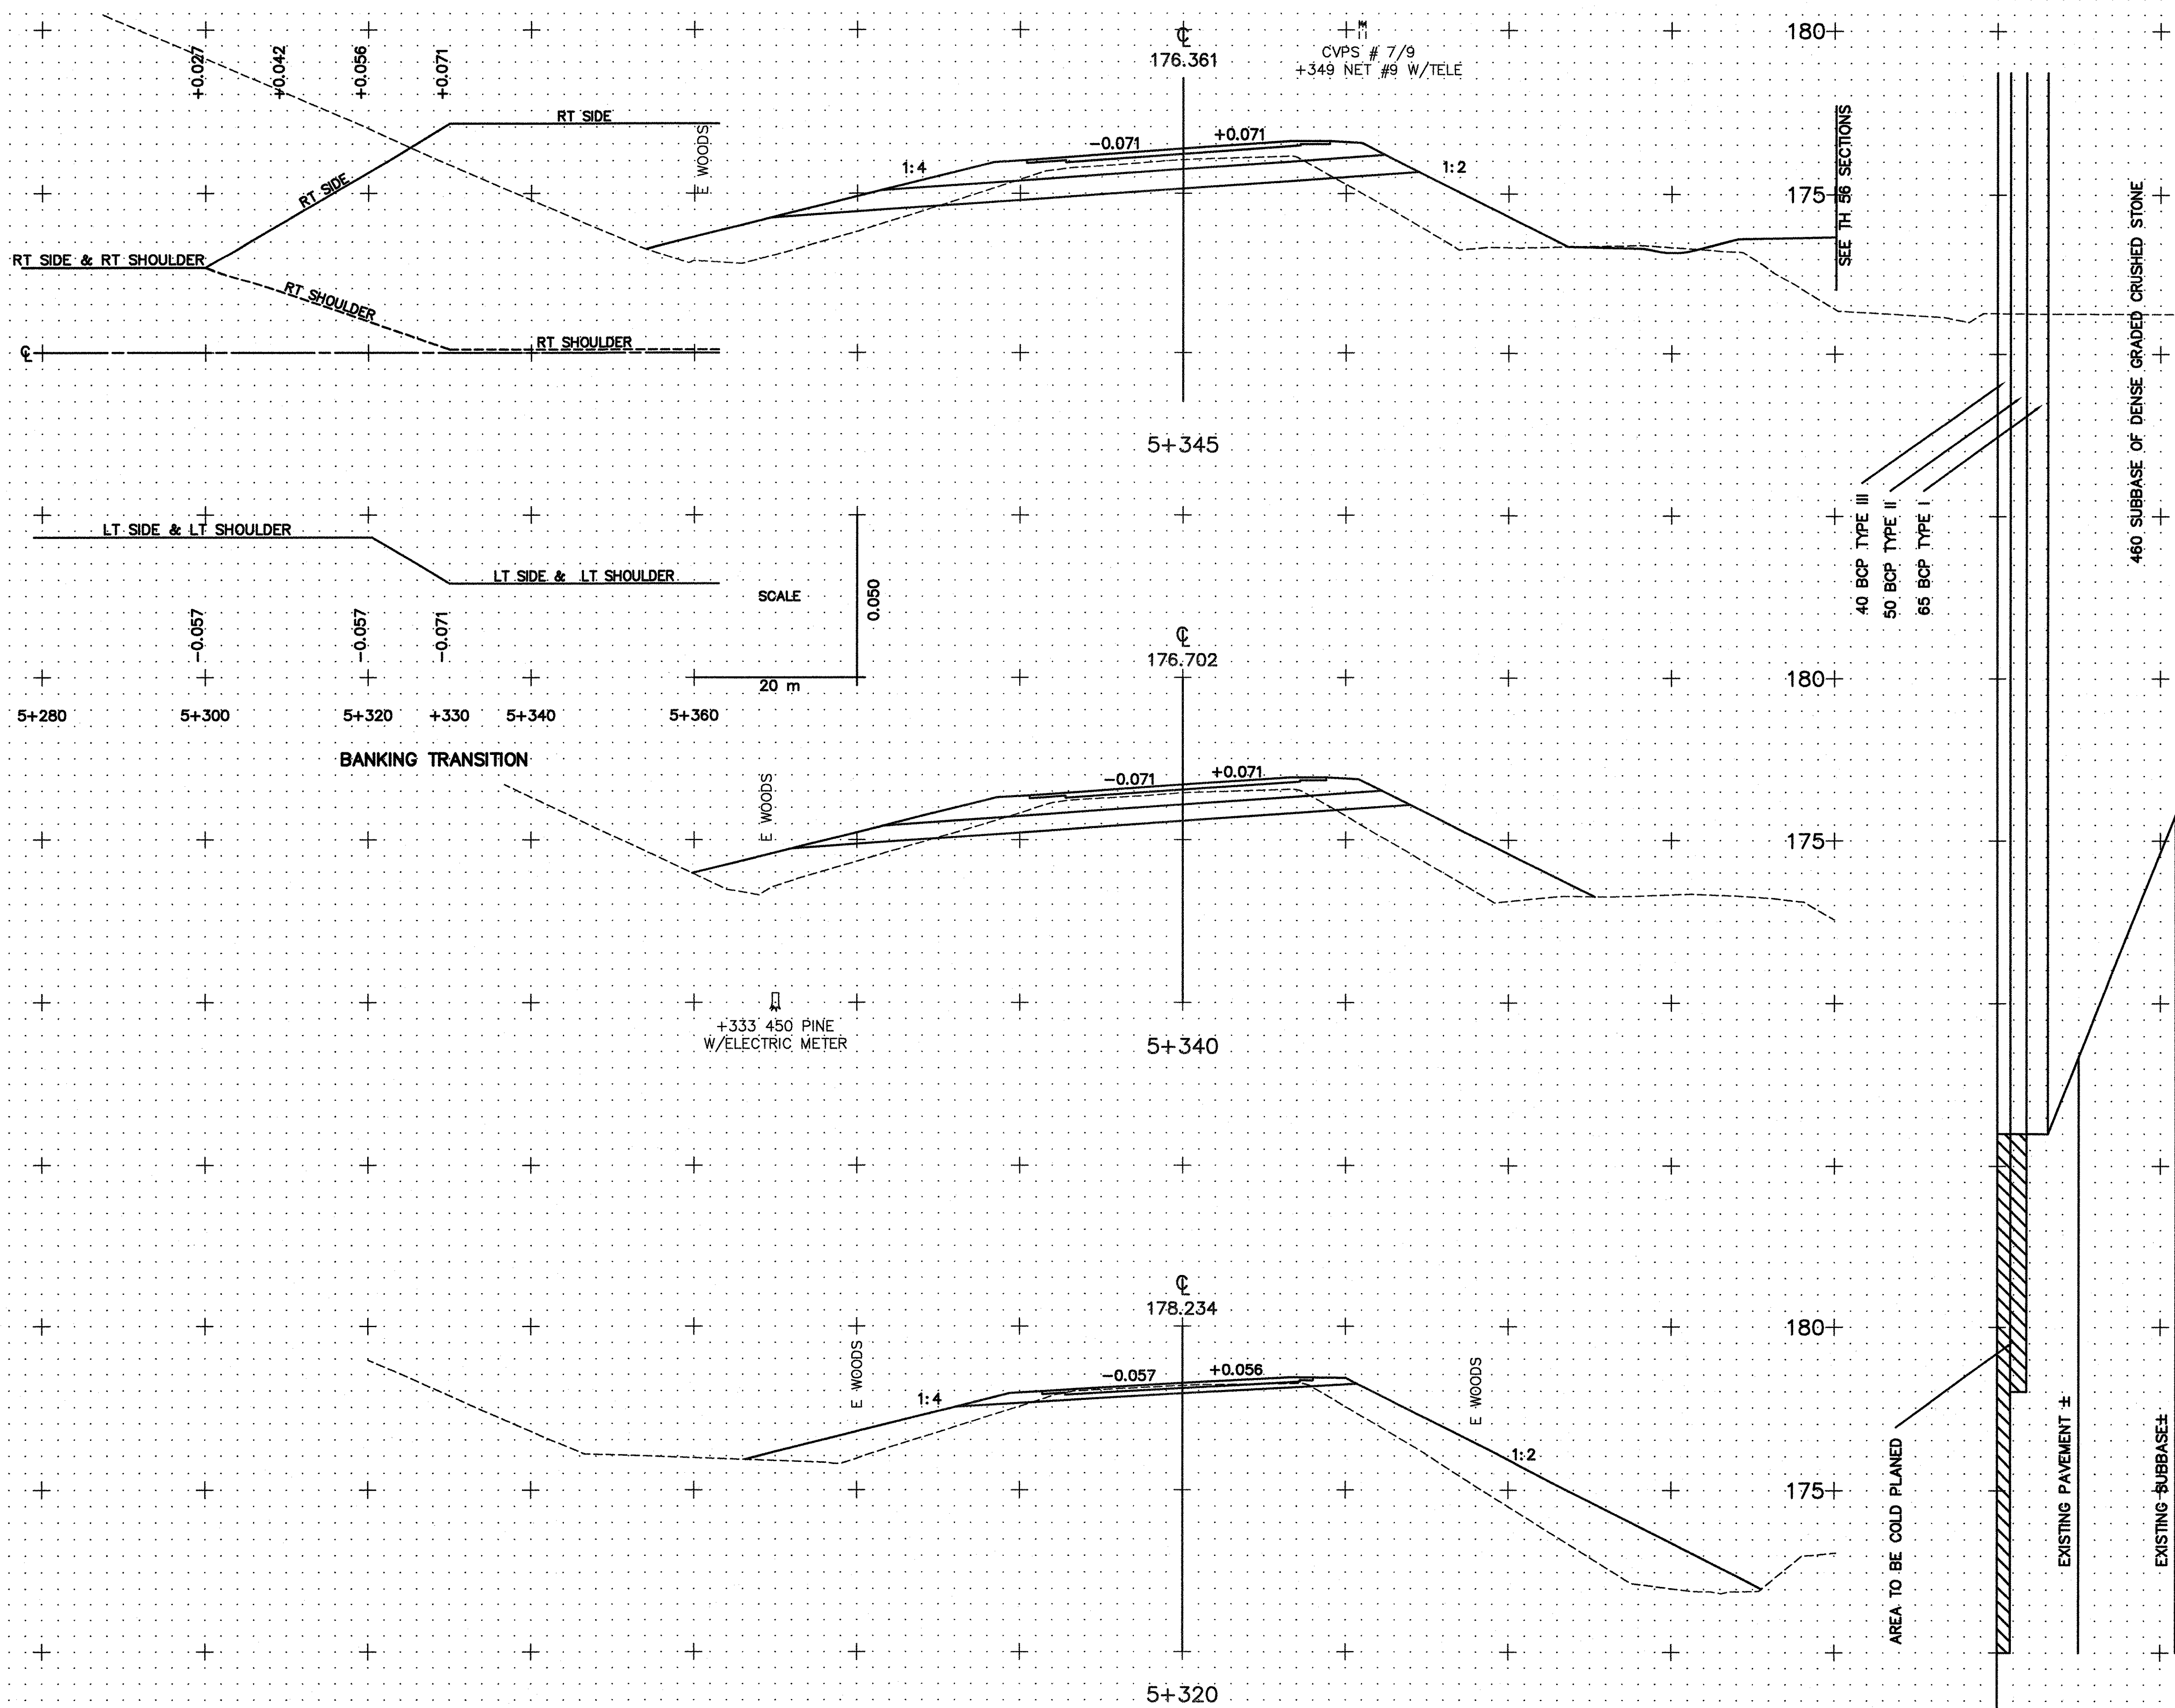 +0.027
+0.042
+0.056
+0.071
RT SIDE
RT SIDE
RT SIDE & RT SHOULDER
RT SHOULDER
RT SHOULDER
℄
E WOODS
℄
176.361
CVPS # 7/9
+349 NET #9 W/TELE
-0.071
+0.071
1:4
1:2
180
175
SEE TH 56 SECTIONS
5+345
LT SIDE & LT SHOULDER
LT SIDE & LT SHOULDER
-0.057
-0.057
-0.071
SCALE
0.050
20 m
5+280
5+300
5+320
+330
5+340
5+360
BANKING TRANSITION
40 BCP TYPE III
50 BCP TYPE II
65 BCP TYPE I
460 SUBBASE OF DENSE GRADED CRUSHED STONE
℄
176.702
180
E WOODS
-0.071
+0.071
175
+333 450 PINE
W/ELECTRIC METER
5+340
℄
178.234
180
E WOODS
1:4
-0.057
+0.056
E WOODS
1:2
175
AREA TO BE COLD PLANED
EXISTING PAVEMENT ±
EXISTING SUBBASE±
5+320